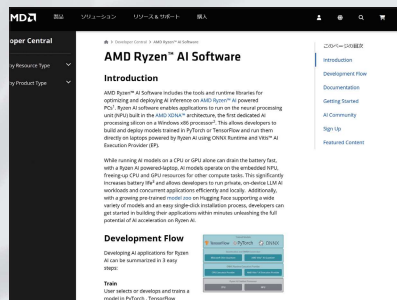 AMD 製品 ソリューション リソース & サポート 購入
oper Central
by Resource Type
by Product Type
Developer Central > AMD Ryzen™ AI Software
AMD Ryzen™ AI Software
Introduction
AMD Ryzen™ AI Software includes the tools and runtime libraries for
optimizing and deploying AI inference on AMD Ryzen™ AI powered
PCs¹. Ryzen AI software enables applications to run on the neural processing
unit (NPU) built in the AMD XDNA™ architecture, the first dedicated AI
processing silicon on a Windows x86 processor². This allows developers to
build and deploy models trained in PyTorch or TensorFlow and run them
directly on laptops powered by Ryzen AI using ONNX Runtime and Vitis™ AI
Execution Provider (EP).
While running AI models on a CPU or GPU alone can drain the battery fast,
with a Ryzen AI-powered laptop, AI models operate on the embedded NPU,
freeing-up CPU and GPU resources for other compute tasks. This significantly
increases battery life³ and allows developers to run private, on-device LLM AI
workloads and concurrent applications efficiently and locally. Additionally,
with a growing pre-trained model zoo on Hugging Face supporting a wide
variety of models and an easy single-click installation process, developers can
get started in building their applications within minutes unleashing the full
potential of AI acceleration on Ryzen AI.
Development Flow
Developing AI applications for Ryzen
AI can be summarized in 3 easy
steps:
Train
User selects or develops and trains a
model in PyTorch, TensorFlow
TensorFlow PyTorch ONNX
このページの目次
Introduction
Development Flow
Documentation
Getting Started
AI Community
Sign Up
Featured Content